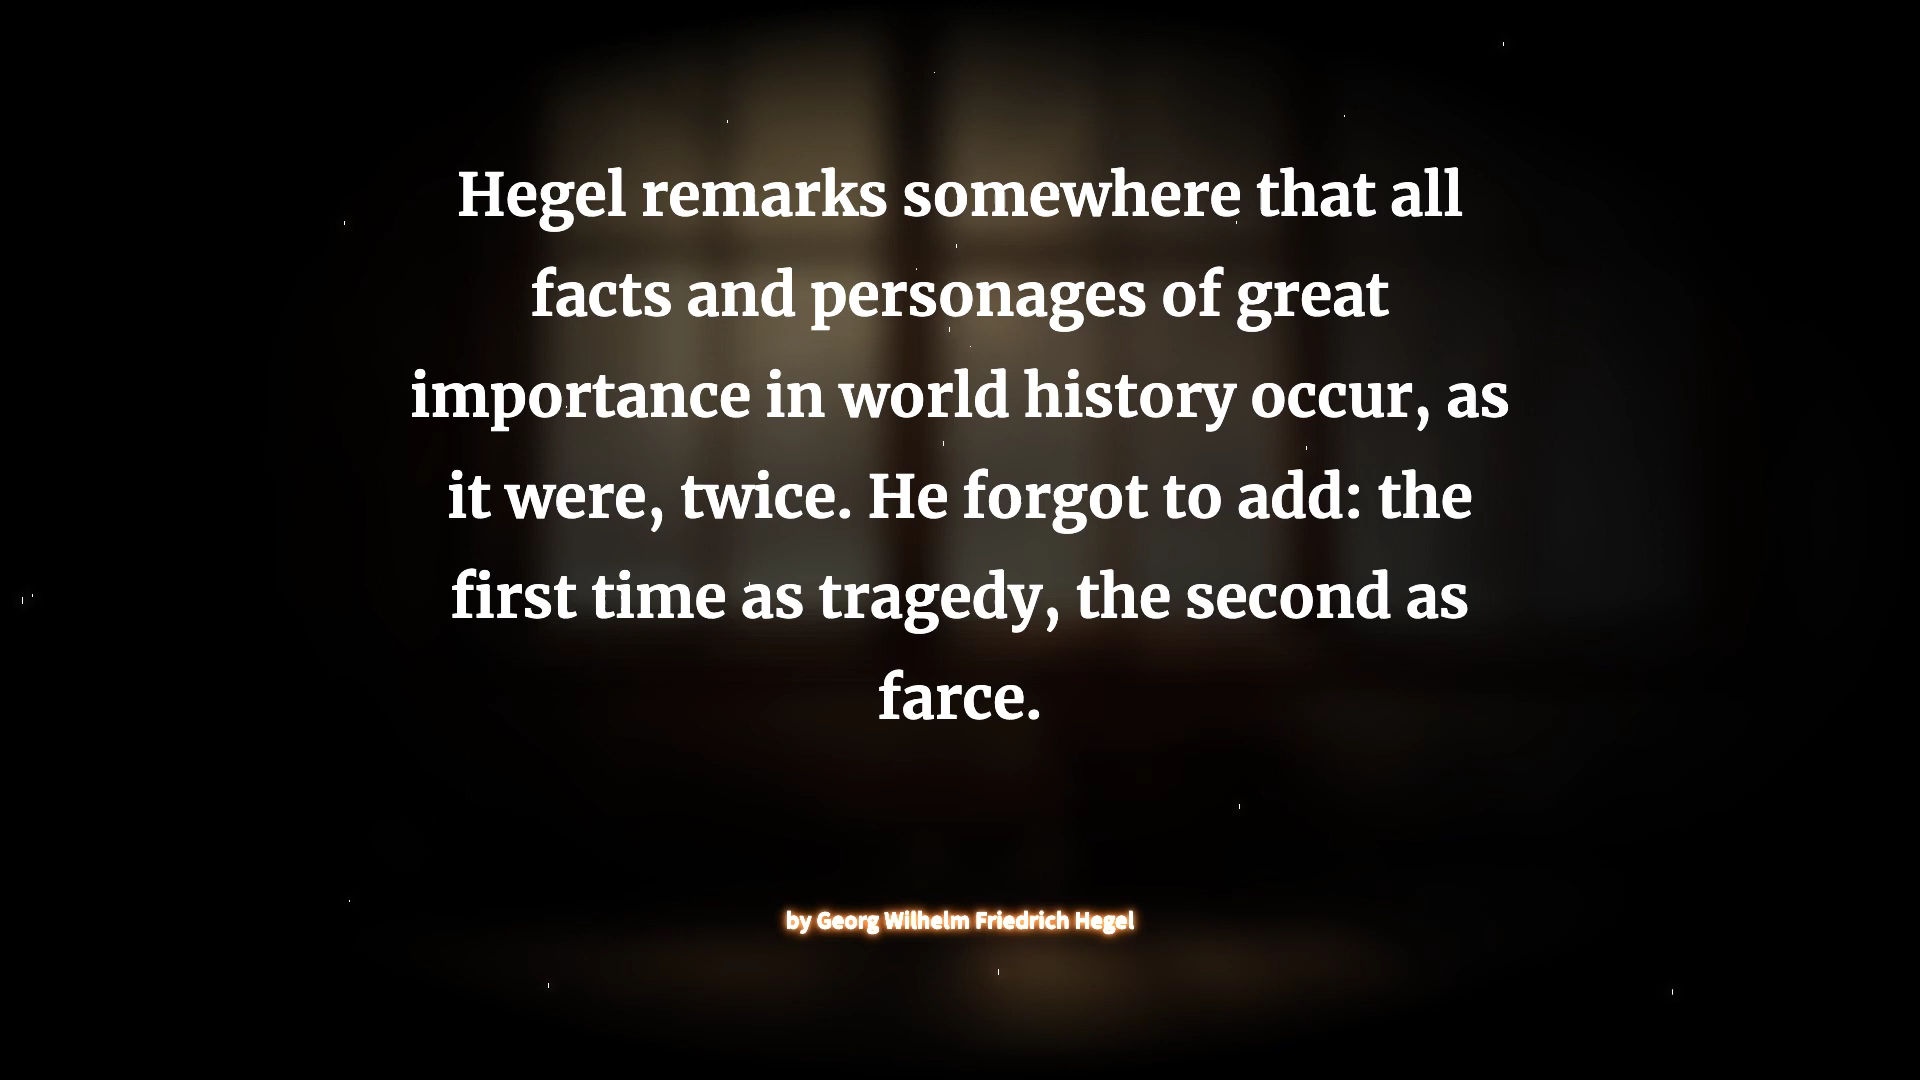 Hegel remarks somewhere that all
facts and personages of great
importance in world history occur, as
it were, twice. He forgot to add: the
first time as tragedy, the second as
farce.
by Georg Wilhelm Friedrich Hegel